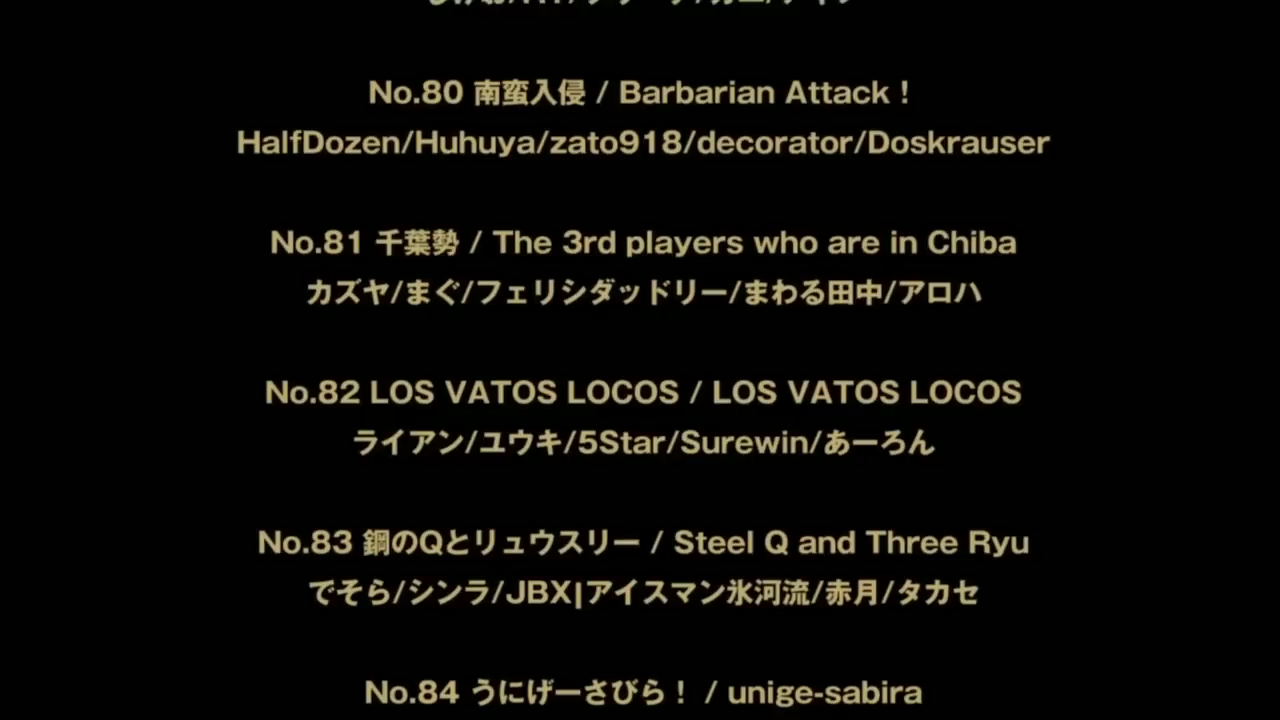 No.80 南蛮入侵 / Barbarian Attack！
HalfDozen/Huhuya/zato918/decorator/Doskrauser
No.81 千葉勢 / The 3rd players who are in Chiba
カズヤ/まぐ/フェリシダッドリー/まわる田中/アロハ
No.82 LOS VATOS LOCOS / LOS VATOS LOCOS
ライアン/ユウキ/5Star/Surewin/あーろん
No.83 鋼のQとリュウスリー / Steel Q and Three Ryu
でそら/シンラ/JBX|アイスマン氷河流/赤月/タカセ
No.84 うにげーさびら！ / unige-sabira